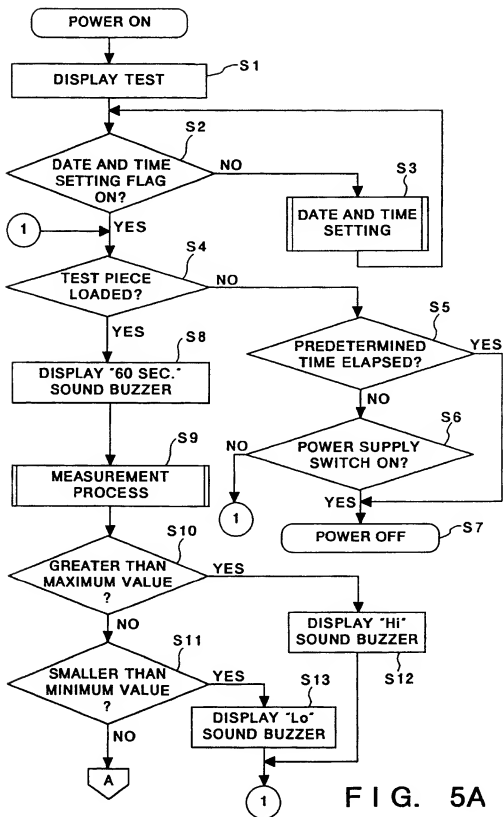 POWER ON
S1
DISPLAY TEST
S2
DATE AND TIME
SETTING FLAG
ON?
NO
S3
DATE AND TIME
SETTING
1
YES
S4
TEST PIECE
LOADED?
NO
YES
S5
PREDETERMINED
TIME ELAPSED?
YES
NO
S8
DISPLAY "60 SEC."
SOUND BUZZER
S6
POWER SUPPLY
SWITCH ON?
NO
YES
1
S7
POWER OFF
S9
MEASUREMENT
PROCESS
S10
GREATER THAN
MAXIMUM VALUE
?
YES
NO
DISPLAY "Hi"
SOUND BUZZER
S12
S11
SMALLER THAN
MINIMUM VALUE
?
YES
NO
S13
DISPLAY "Lo"
SOUND BUZZER
A
1
FIG. 5A